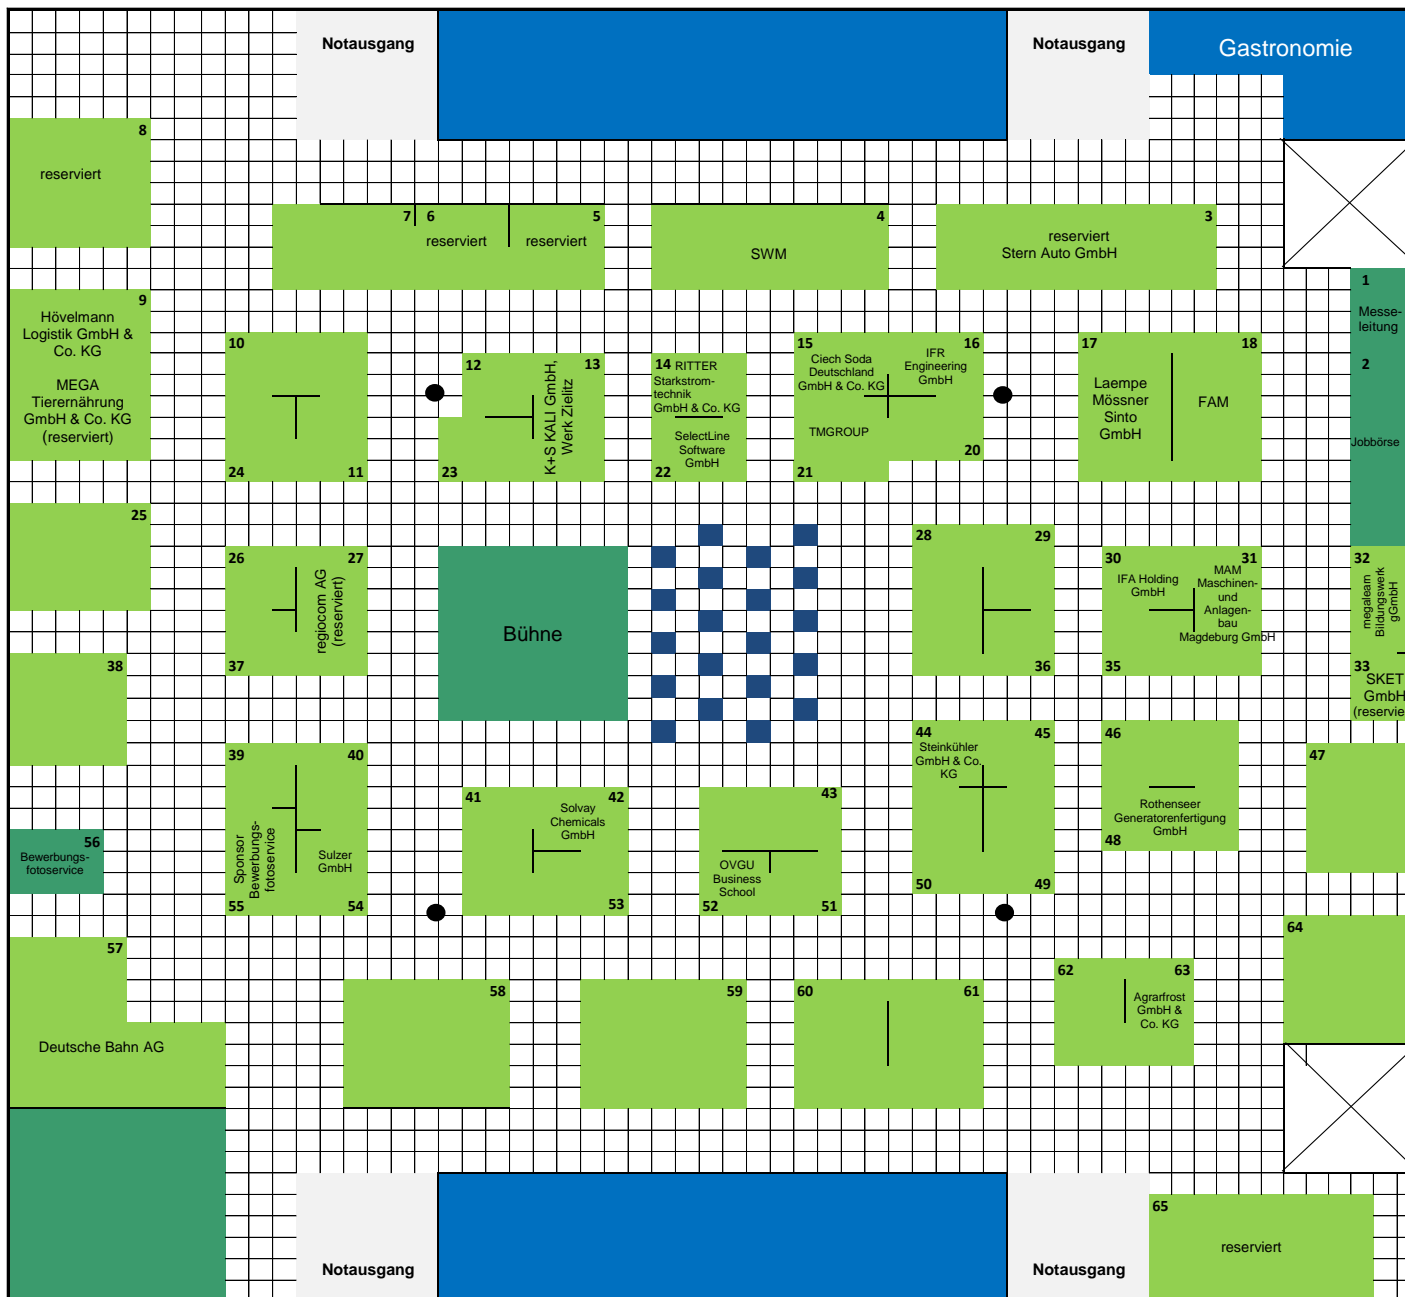 Notausgang
Notausgang
Gastronomie
8
reserviert
7
6
reserviert
5
reserviert
4
SWM
3
reserviert
Stern Auto GmbH
1
Messe-
leitung
2
Jobbörse
9
Hövelmann
Logistik GmbH &
Co. KG
MEGA
Tierernährung
GmbH & Co. KG
(reserviert)
10
24
11
12
13
K+S KALI GmbH,
Werk Zielitz
23
14
RITTER
Starkstrom-
technik
GmbH & Co. KG
SelectLine
Software
GmbH
22
15
Ciech Soda
Deutschland
GmbH & Co. KG
16
IFR
Engineering
GmbH
TMGROUP
20
21
17
Laempe
Mössner
Sinto
GmbH
18
FAM
25
26
27
regiocom AG
(reserviert)
37
Bühne
28
29
36
30
IFA Holding
GmbH
31
MAM
Maschinen-
und
Anlagen-
bau
Magdeburg GmbH
35
32
megalearn
Bildungswerk
gGmbH
33
SKET
GmbH
(reservie
38
39
40
Sponsor
Bewerbungs-
fotoservice
Sulzer
GmbH
55
54
41
42
Solvay
Chemicals
GmbH
53
43
OVGU
Business
School
52
51
44
Steinkühler
GmbH & Co.
KG
45
50
49
46
Rothenseer
Generatorenfertigung
GmbH
48
47
56
Bewerbungs-
fotoservice
57
Deutsche Bahn AG
58
59
60
61
62
63
Agrarfrost
GmbH &
Co. KG
64
65
reserviert
Notausgang
Notausgang